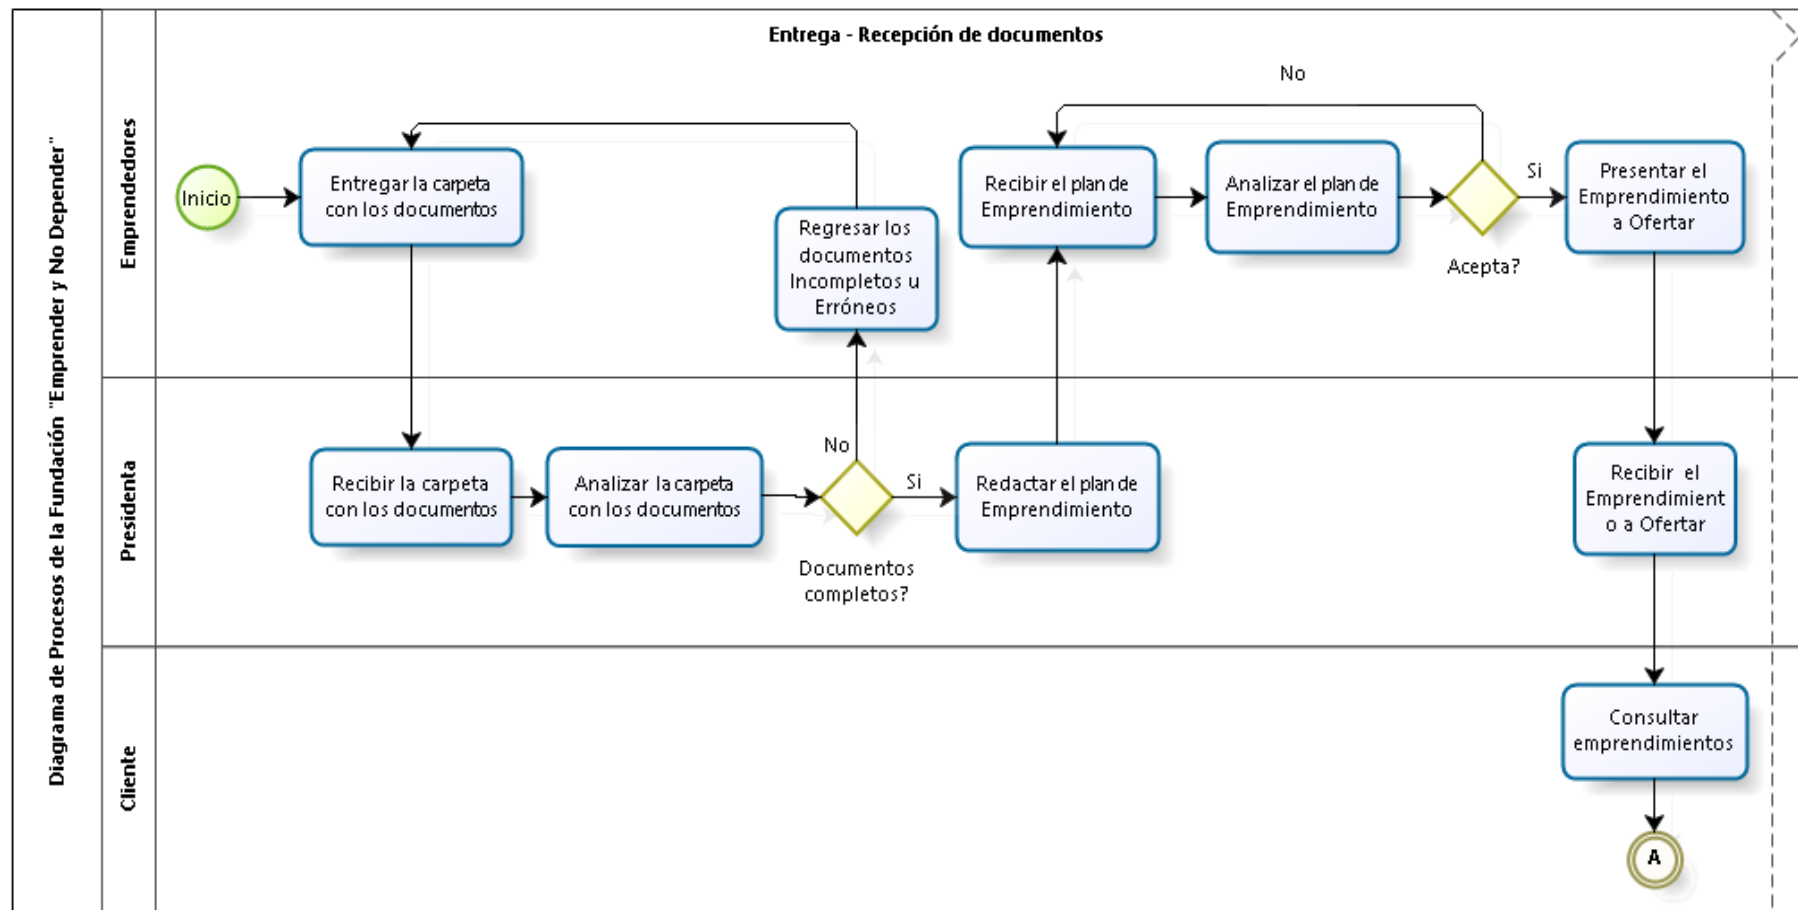 Diagrama de Procesos de la Fundación "Emprender y No Depender"
Entrega - Recepción de documentos
Emprendedores
Inicio
Entregar la carpeta
con los documentos
Regresar los
documentos
Incompletos u
Erróneos
Recibir el plan de
Emprendimiento
Analizar el plan de
Emprendimiento
No
Acepta?
Si
Presentar el
Emprendimiento
a Ofertar
Presidenta
Recibir la carpeta
con los documentos
Analizar la carpeta
con los documentos
No
Si
Documentos
completos?
Redactar el plan de
Emprendimiento
Recibir el
Emprendimient
o a Ofertar
Cliente
Consultar
emprendimientos
A